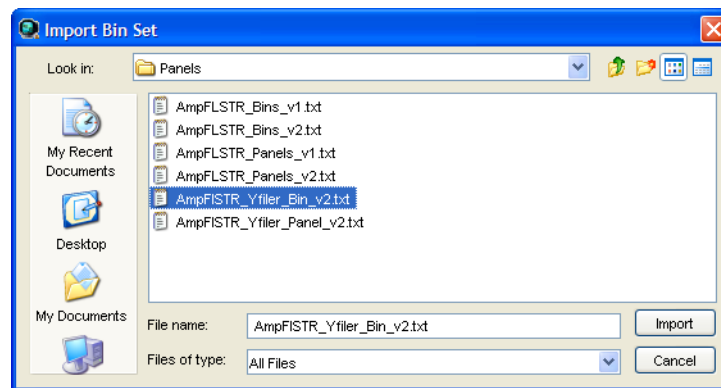 Import Bin Set
Look in:
Panels
My Recent
Documents
Desktop
My Documents
AmpFLSTR_Bins_v1.txt
AmpFLSTR_Bins_v2.txt
AmpFLSTR_Panels_v1.txt
AmpFLSTR_Panels_v2.txt
AmpFlSTR_Yfiler_Bin_v2.txt
AmpFlSTR_Yfiler_Panel_v2.txt
File name:
AmpFlSTR_Yfiler_Bin_v2.txt
Import
Files of type:
All Files
Cancel